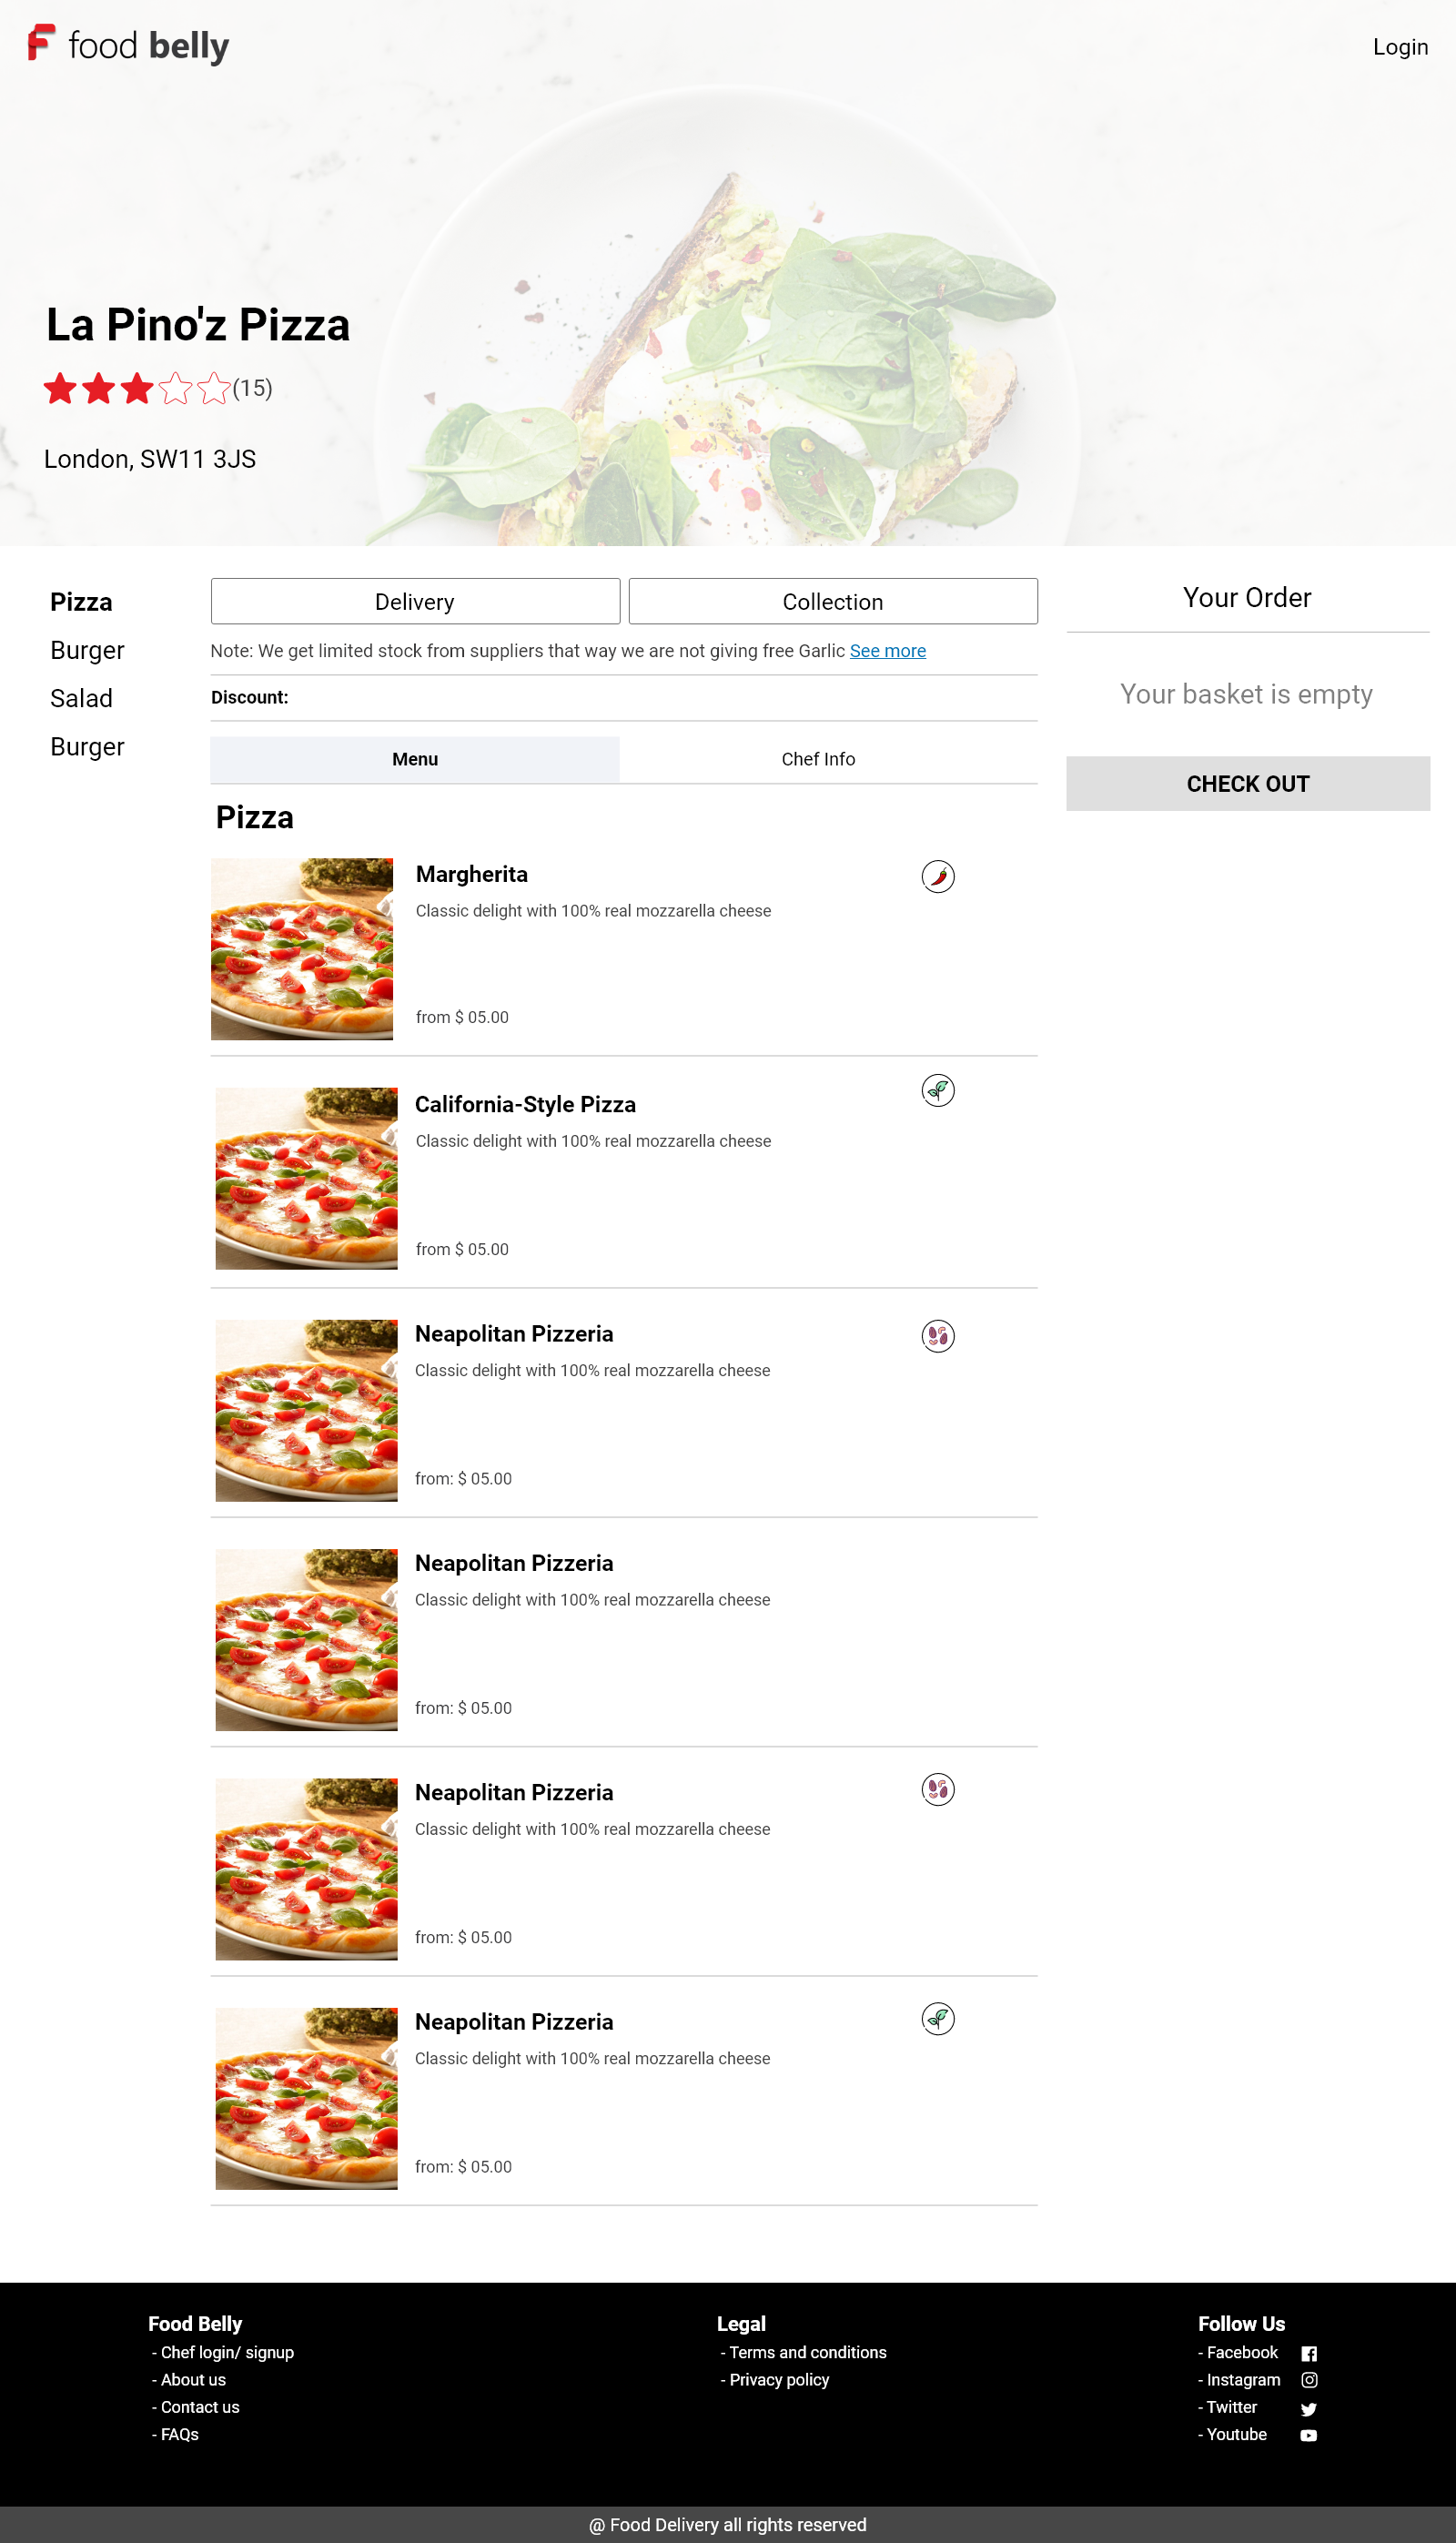 food belly
Login
La Pino'z Pizza
(15)
London, SW11 3JS
Pizza
Burger
Salad
Burger
Delivery
Collection
Note: We get limited stock from suppliers that way we are not giving free Garlic See more
Discount:
Menu
Chef Info
Pizza
Margherita
Classic delight with 100% real mozzarella cheese
from $ 05.00
California-Style Pizza
Classic delight with 100% real mozzarella cheese
from $ 05.00
Neapolitan Pizzeria
Classic delight with 100% real mozzarella cheese
from: $ 05.00
Neapolitan Pizzeria
Classic delight with 100% real mozzarella cheese
from: $ 05.00
Neapolitan Pizzeria
Classic delight with 100% real mozzarella cheese
from: $ 05.00
Neapolitan Pizzeria
Classic delight with 100% real mozzarella cheese
from: $ 05.00
Your Order
Your basket is empty
CHECK OUT
Food Belly
- Chef login/ signup
- About us
- Contact us
- FAQs
Legal
- Terms and conditions
- Privacy policy
Follow Us
- Facebook
- Instagram
- Twitter
- Youtube
@ Food Delivery all rights reserved